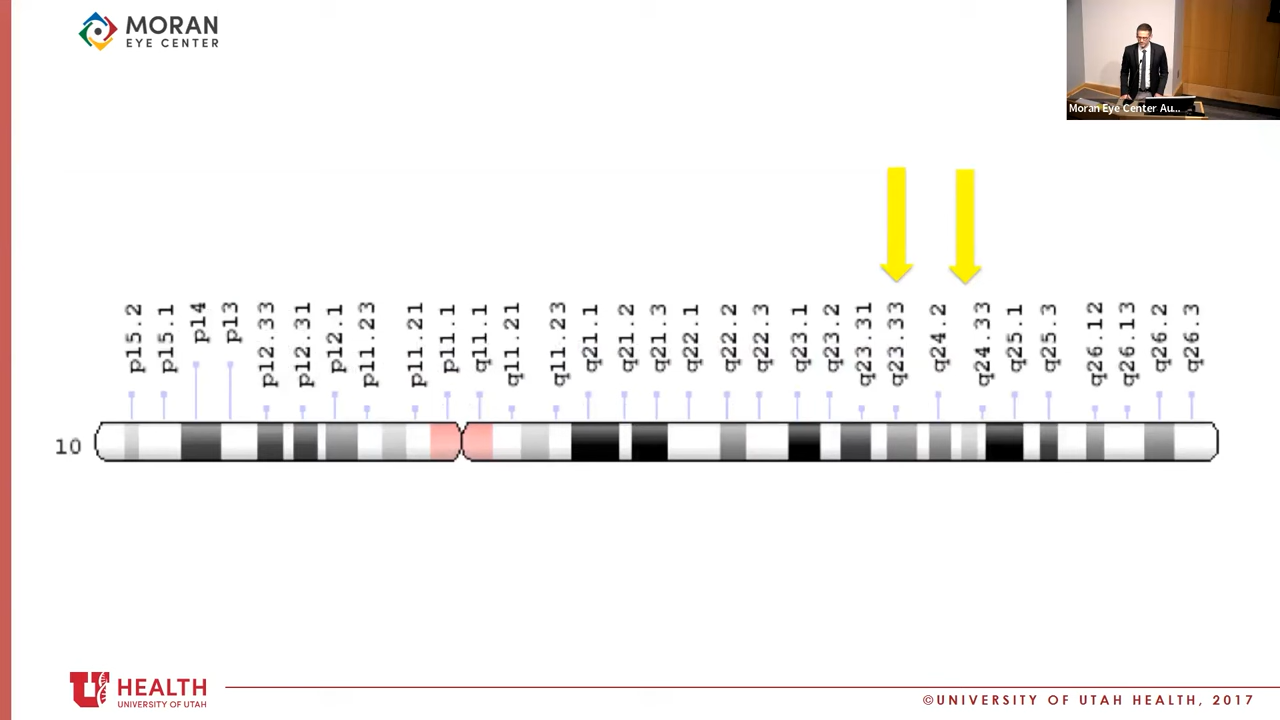 MORAN
EYE CENTER
Moran Eye Center Au...
p15.2
p15.1
p14
p13
p12.33
p12.31
p12.1
p11.23
p11.21
p11.1
q11.1
q11.21
q11.23
q21.1
q21.2
q21.3
q22.1
q22.2
q22.3
q23.1
q23.2
q23.31
q23.33
q24.2
q24.33
q25.1
q25.3
q26.12
q26.13
q26.2
q26.3
10
U HEALTH
UNIVERSITY OF UTAH
©UNIVERSITY OF UTAH HEALTH, 2017